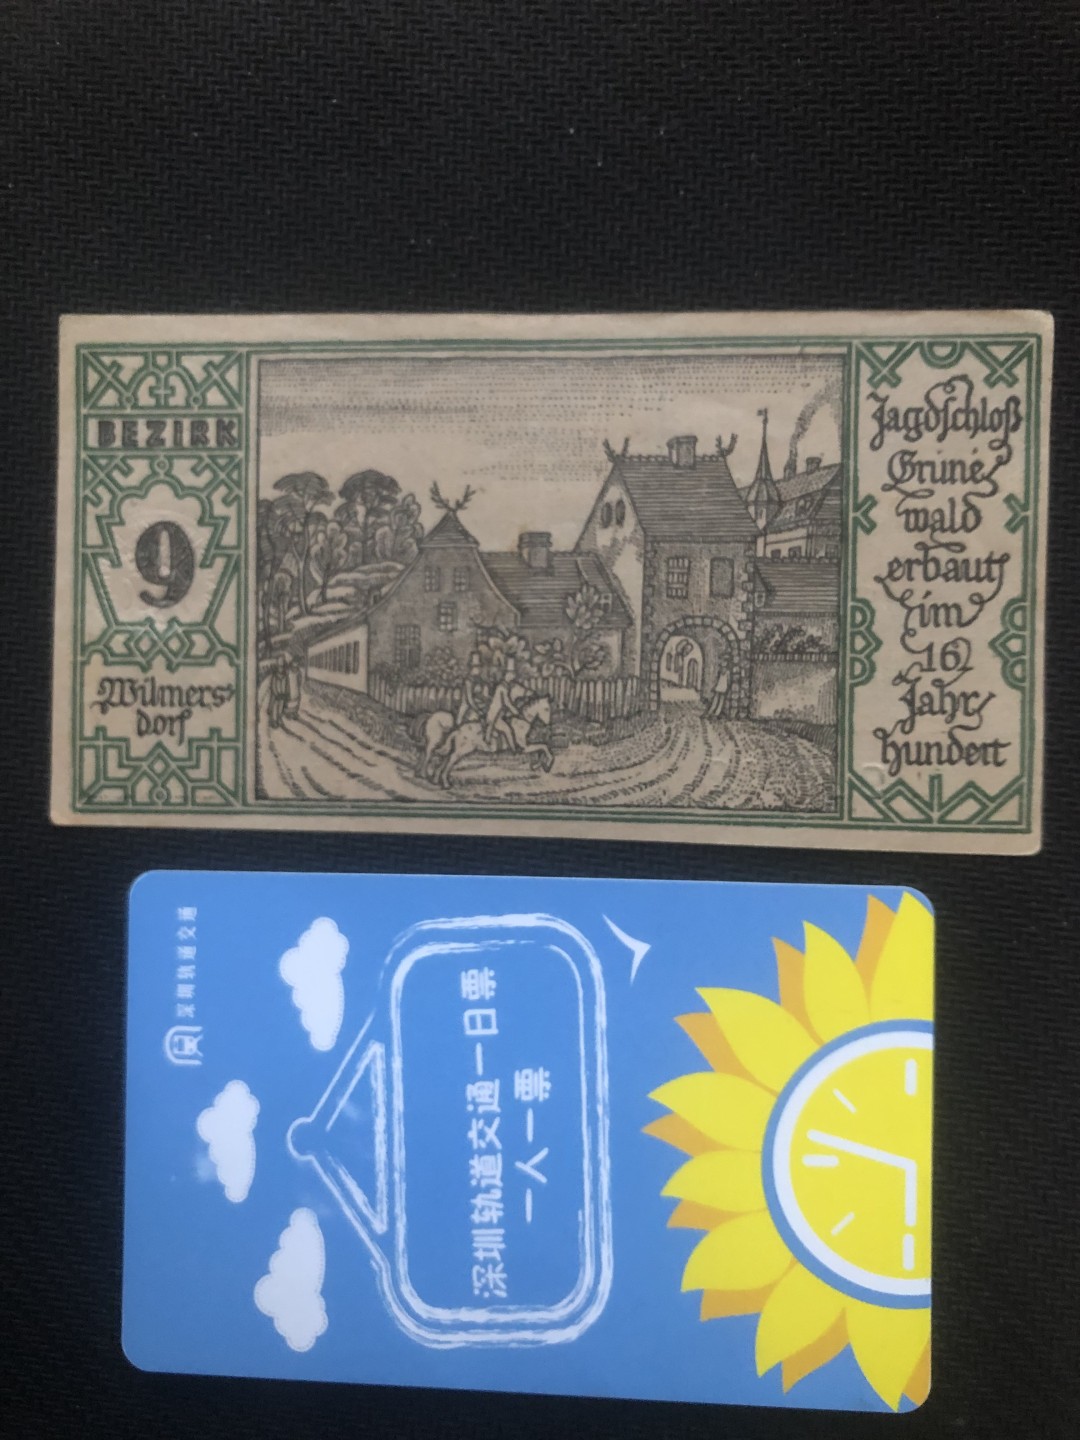 BEZIRK
9
Wilmers-
dorf
Jagdschloß
Grune-
wald
erbaut
im
16.
Jahr-
hundert
深圳轨道交通
深圳轨道交通一日票
一人一票